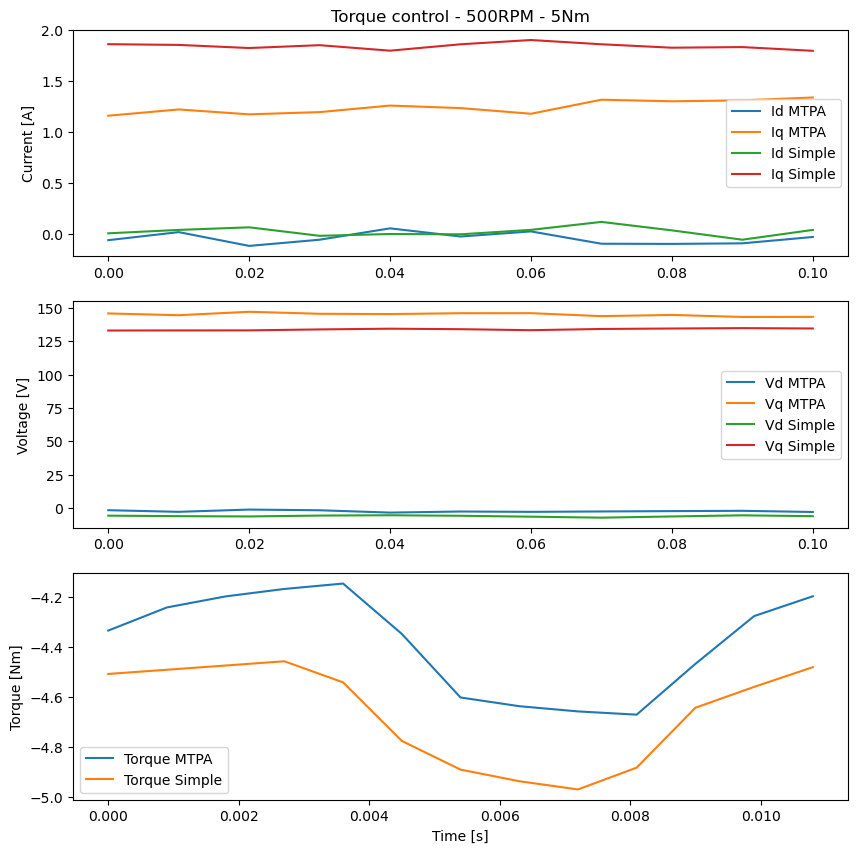 Torque control - 500RPM - 5Nm
2.0
1.5
1.0
0.5
0.0
Current [A]
Id MTPA
Iq MTPA
Id Simple
Iq Simple
0.00 0.02 0.04 0.06 0.08 0.10
150
125
100
75
50
25
0
Voltage [V]
Vd MTPA
Vq MTPA
Vd Simple
Vq Simple
0.00 0.02 0.04 0.06 0.08 0.10
−4.2
−4.4
−4.6
−4.8
−5.0
Torque [Nm]
Torque MTPA
Torque Simple
0.000 0.002 0.004 0.006 0.008 0.010
Time [s]